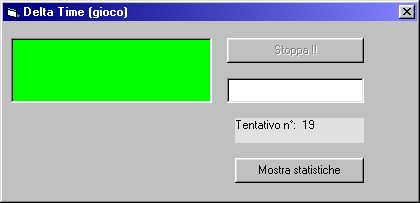 Delta Time (gioco)
Stoppa !!
Tentativo n°: 19
Mostra statistiche